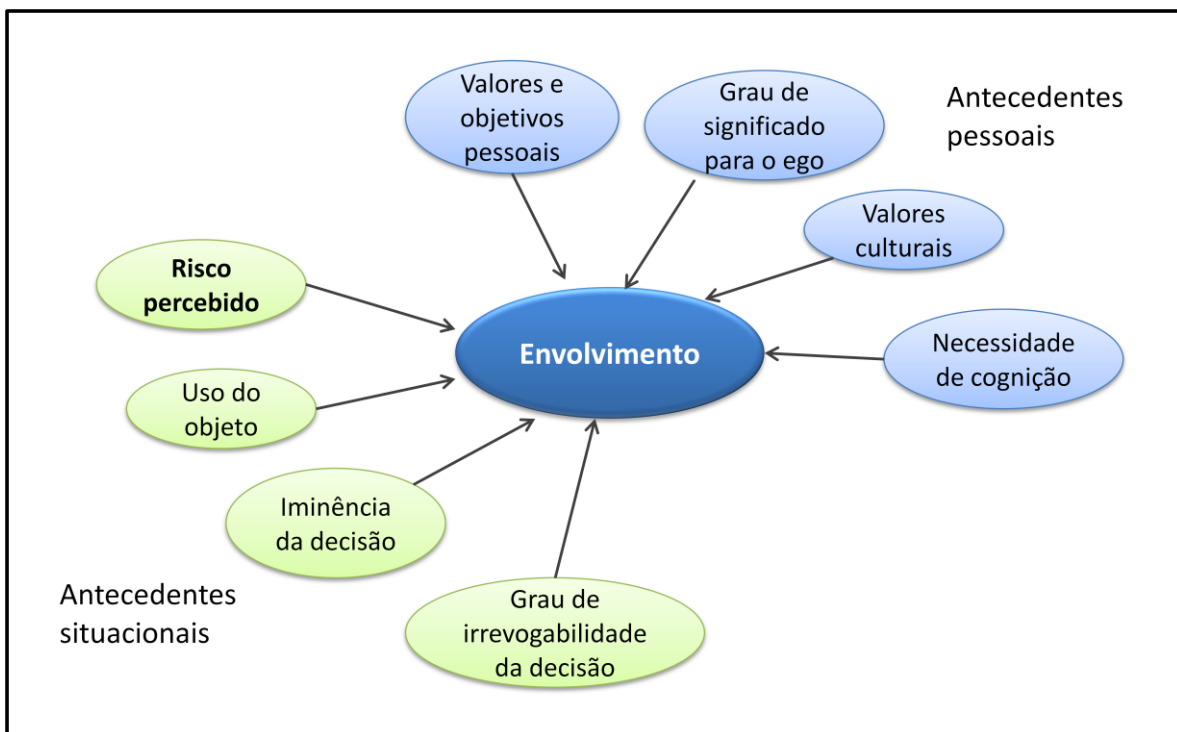 Valores e
objetivos
pessoais
Grau de
significado
para o ego
Antecedentes
pessoais
Valores
culturais
Risco
percebido
Envolvimento
Necessidade
de cognição
Uso do
objeto
Iminência
da decisão
Antecedentes
situacionais
Grau de
irrevogabilidade
da decisão